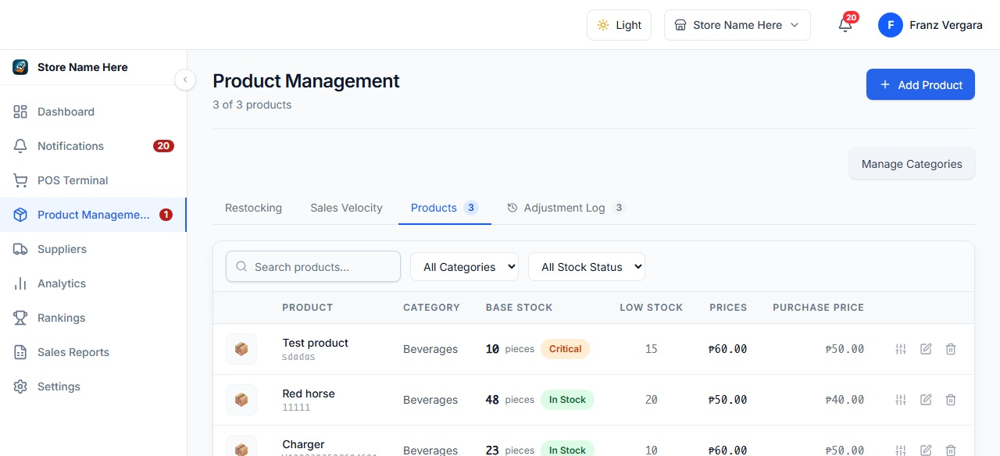 Light
Store Name Here
20
F
Franz Vergara
Store Name Here
Dashboard
Notifications 20
POS Terminal
Product Manageme... 1
Suppliers
Analytics
Rankings
Sales Reports
Settings
Product Management
3 of 3 products
+ Add Product
Manage Categories
Restocking Sales Velocity Products 3 Adjustment Log 3
Search products... All Categories All Stock Status
PRODUCT CATEGORY BASE STOCK LOW STOCK PRICES PURCHASE PRICE
Test product Beverages 10 pieces Critical 15 ₱60.00 ₱50.00
sdadas
Red horse Beverages 48 pieces In Stock 20 ₱50.00 ₱40.00
11111
Charger Beverages 23 pieces In Stock 10 ₱60.00 ₱50.00